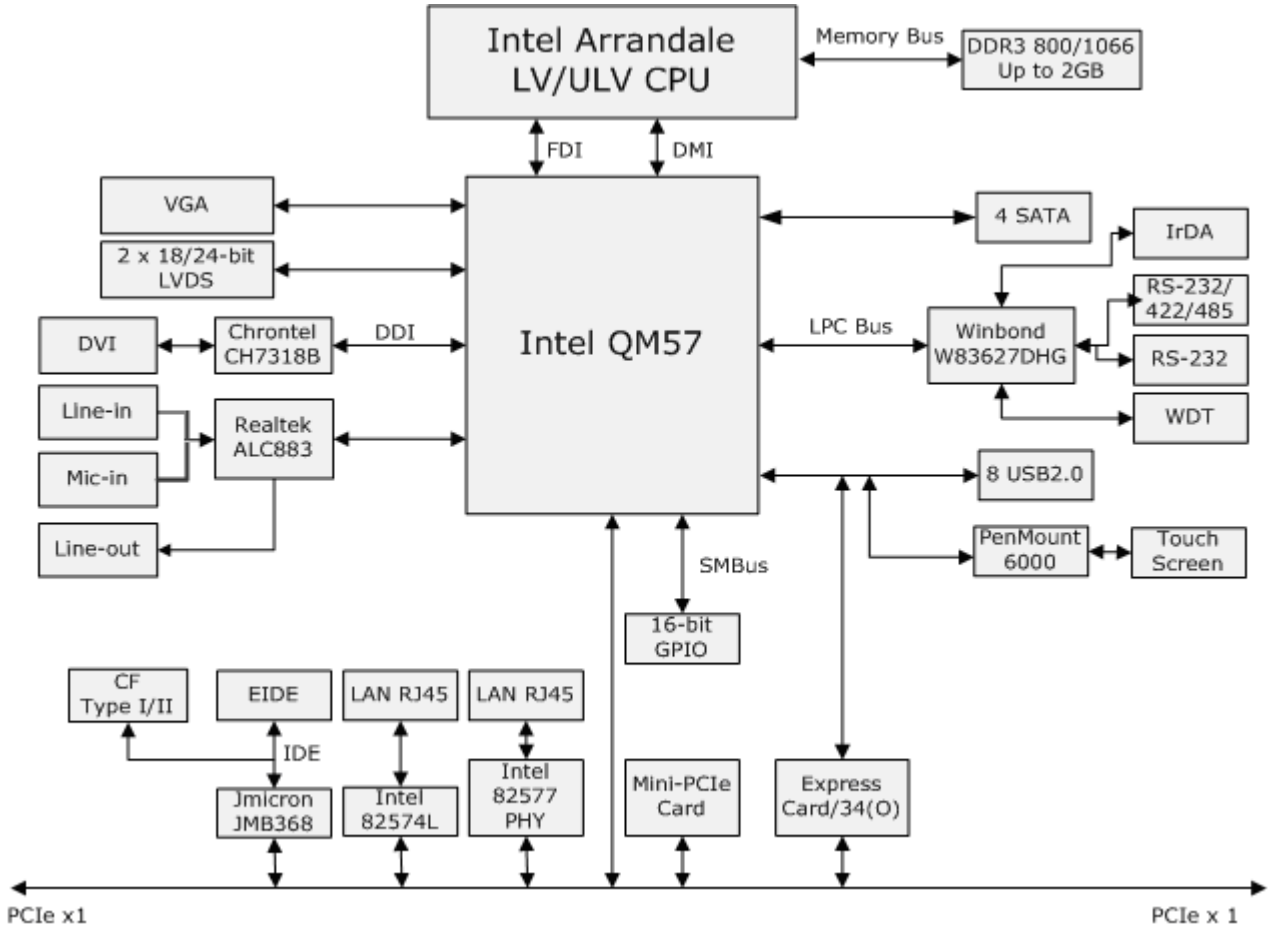 Intel Arrandale
LV/ULV CPU
Memory Bus
DDR3 800/1066
Up to 2GB
FDI
DMI
VGA
4 SATA
IrDA
2 x 18/24-bit
LVDS
RS-232/
422/485
DVI
Chrontel
CH7318B
DDI
Intel QM57
LPC Bus
Winbond
W83627DHG
RS-232
Line-in
Realtek
ALC883
WDT
Mic-in
8 USB2.0
Line-out
PenMount
6000
Touch
Screen
SMBus
16-bit
GPIO
CF
Type I/II
EIDE
LAN RJ45
LAN RJ45
IDE
Jmicron
JMB368
Intel
82574L
Intel
82577
PHY
Mini-PCIe
Card
Express
Card/34(O)
PCIe x1
PCIe x 1